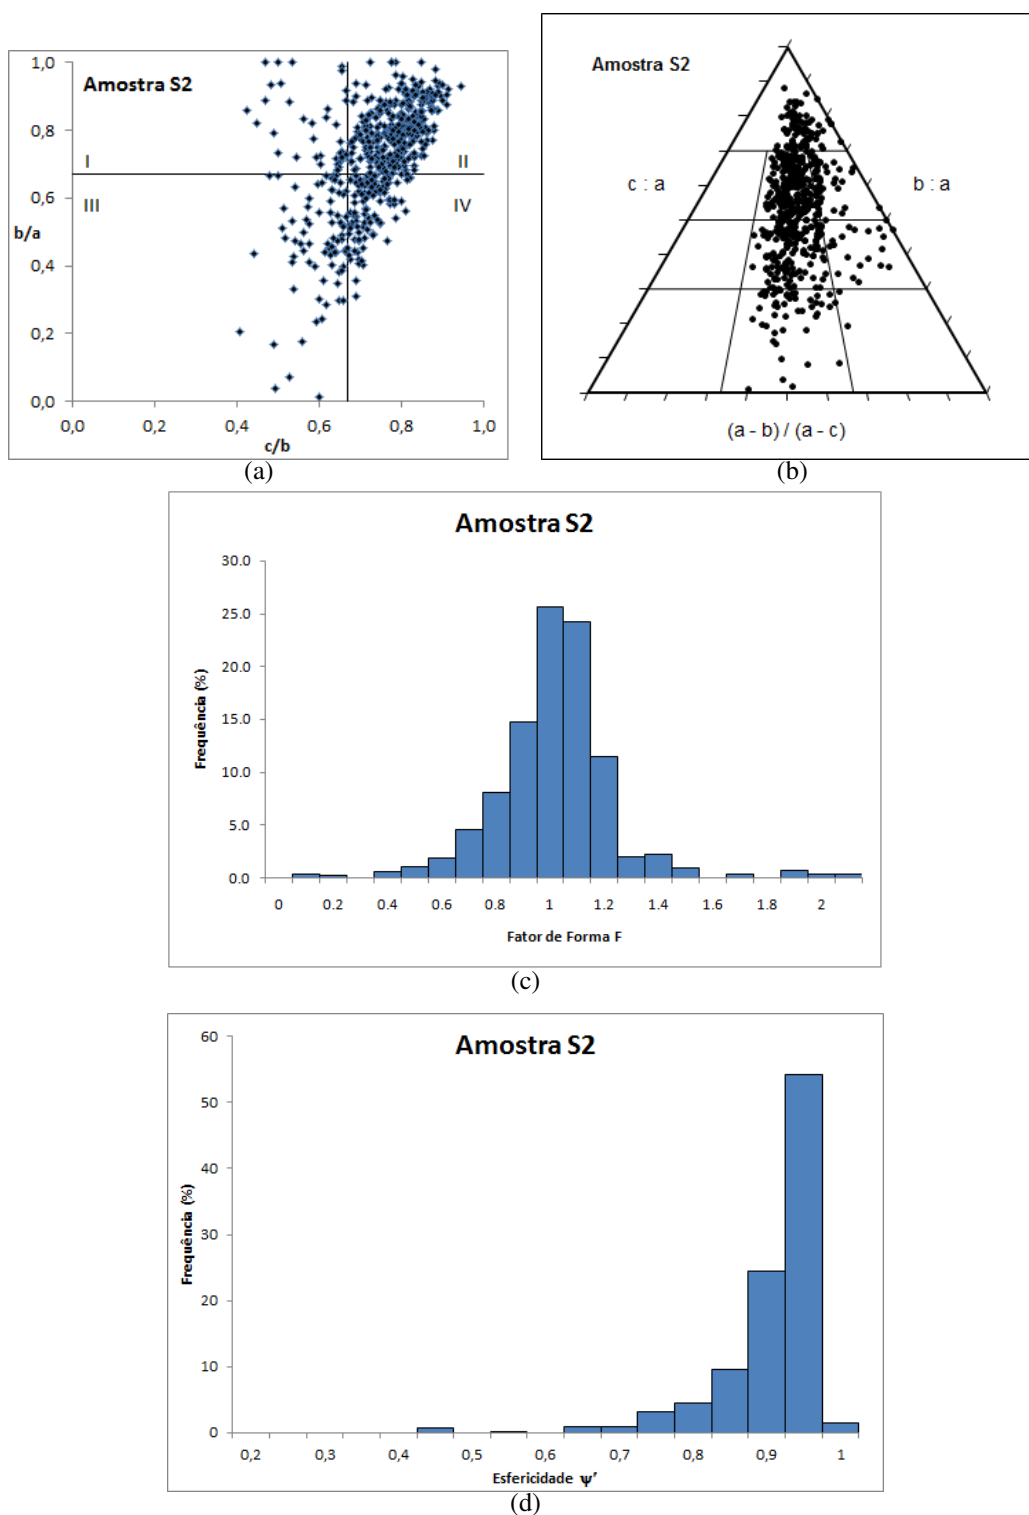 Amostra S2
1,0
0,8
0,6
0,4
0,2
0,0
b/a
I
II
III
IV
0,0 0,2 0,4 0,6 0,8 1,0
c/b
(a)
Amostra S2
c : a
b : a
(a - b) / (a - c)
(b)
Amostra S2
30.0
25.0
20.0
15.0
10.0
5.0
0.0
Frequência (%)
0 0.2 0.4 0.6 0.8 1 1.2 1.4 1.6 1.8 2
Fator de Forma F
(c)
Amostra S2
60
50
40
30
20
10
0
Frequência (%)
0,2 0,3 0,4 0,5 0,6 0,7 0,8 0,9 1
Esfericidade ψ'
(d)